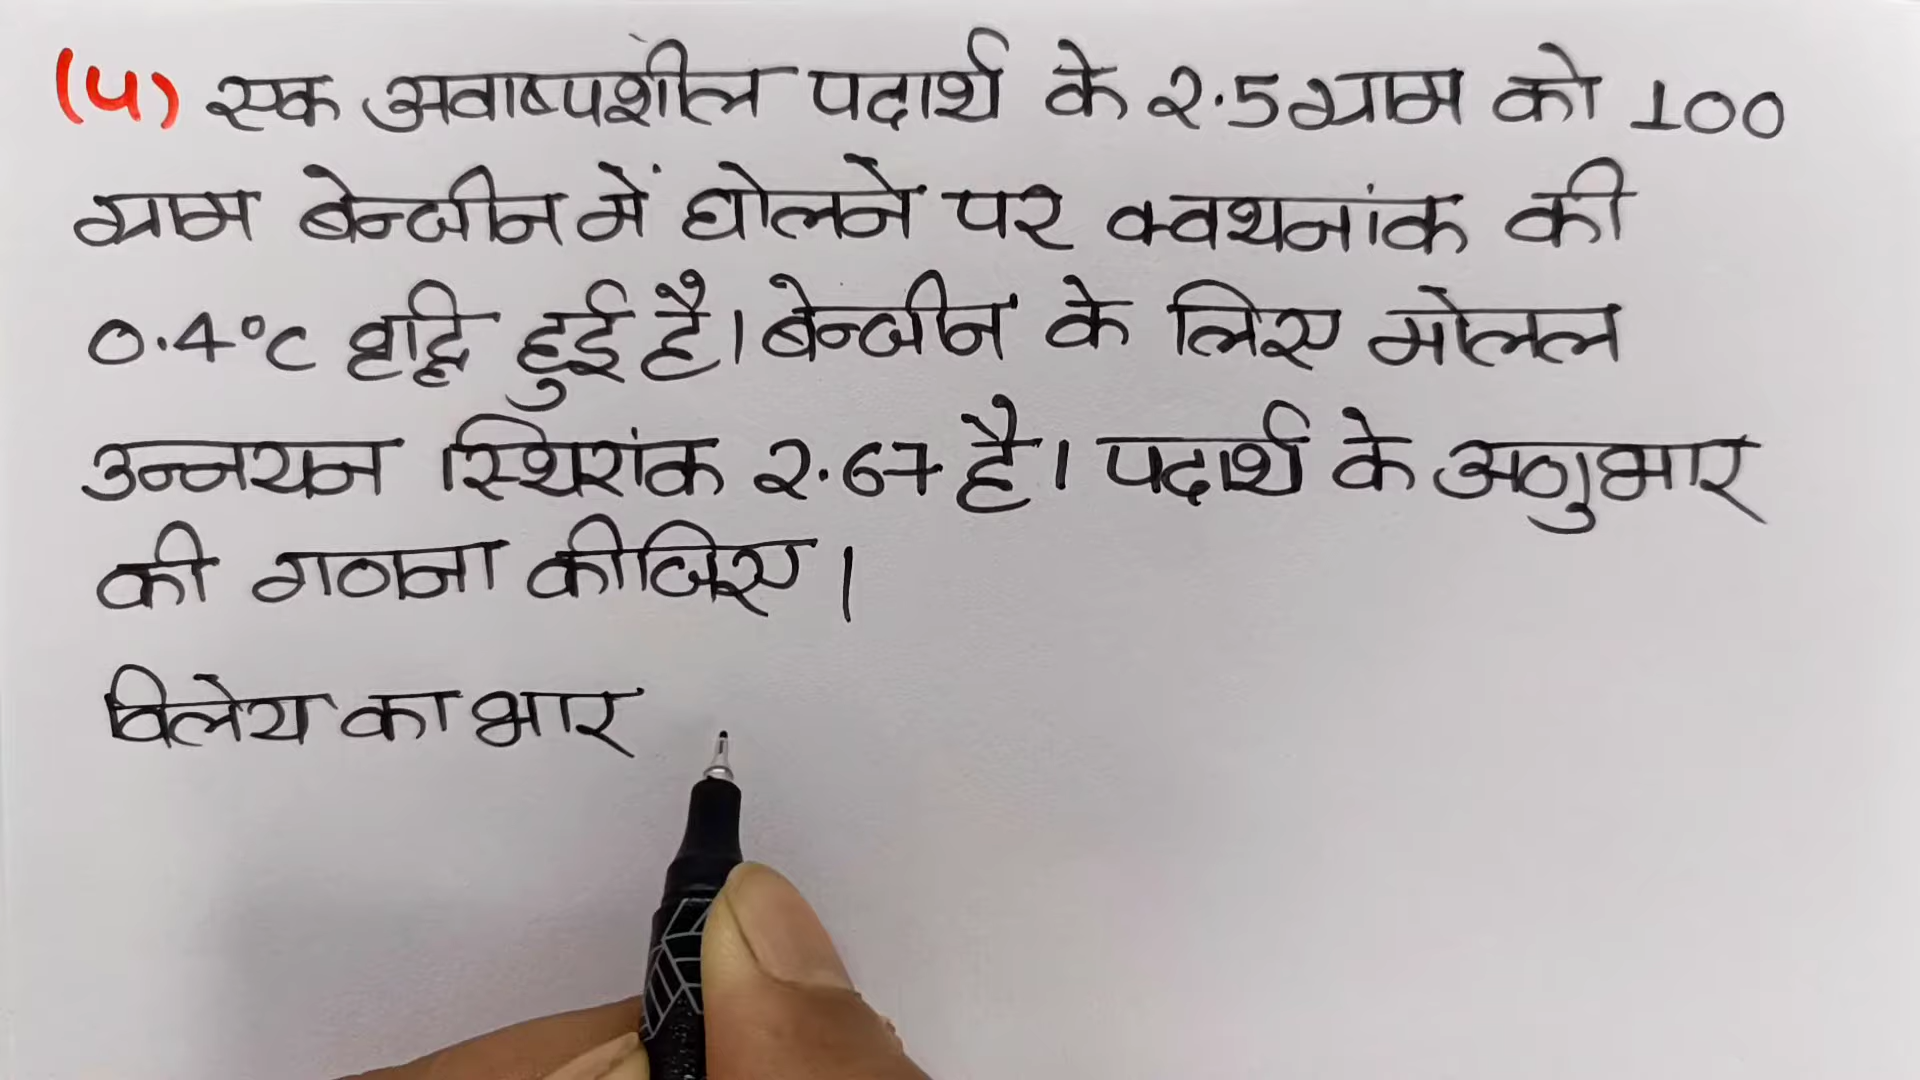 (५) एक अवाष्पशील पदार्थ के 2.5 ग्राम को 100
ग्राम बेन्जीन में घोलने पर क्वथनांक की
0.4°C वृद्धि हुई है। बेन्जीन के लिए मोलल
उन्नयन स्थिरांक 2.67 है। पदार्थ के अणुभार
की गणना कीजिए।
विलेय का भार